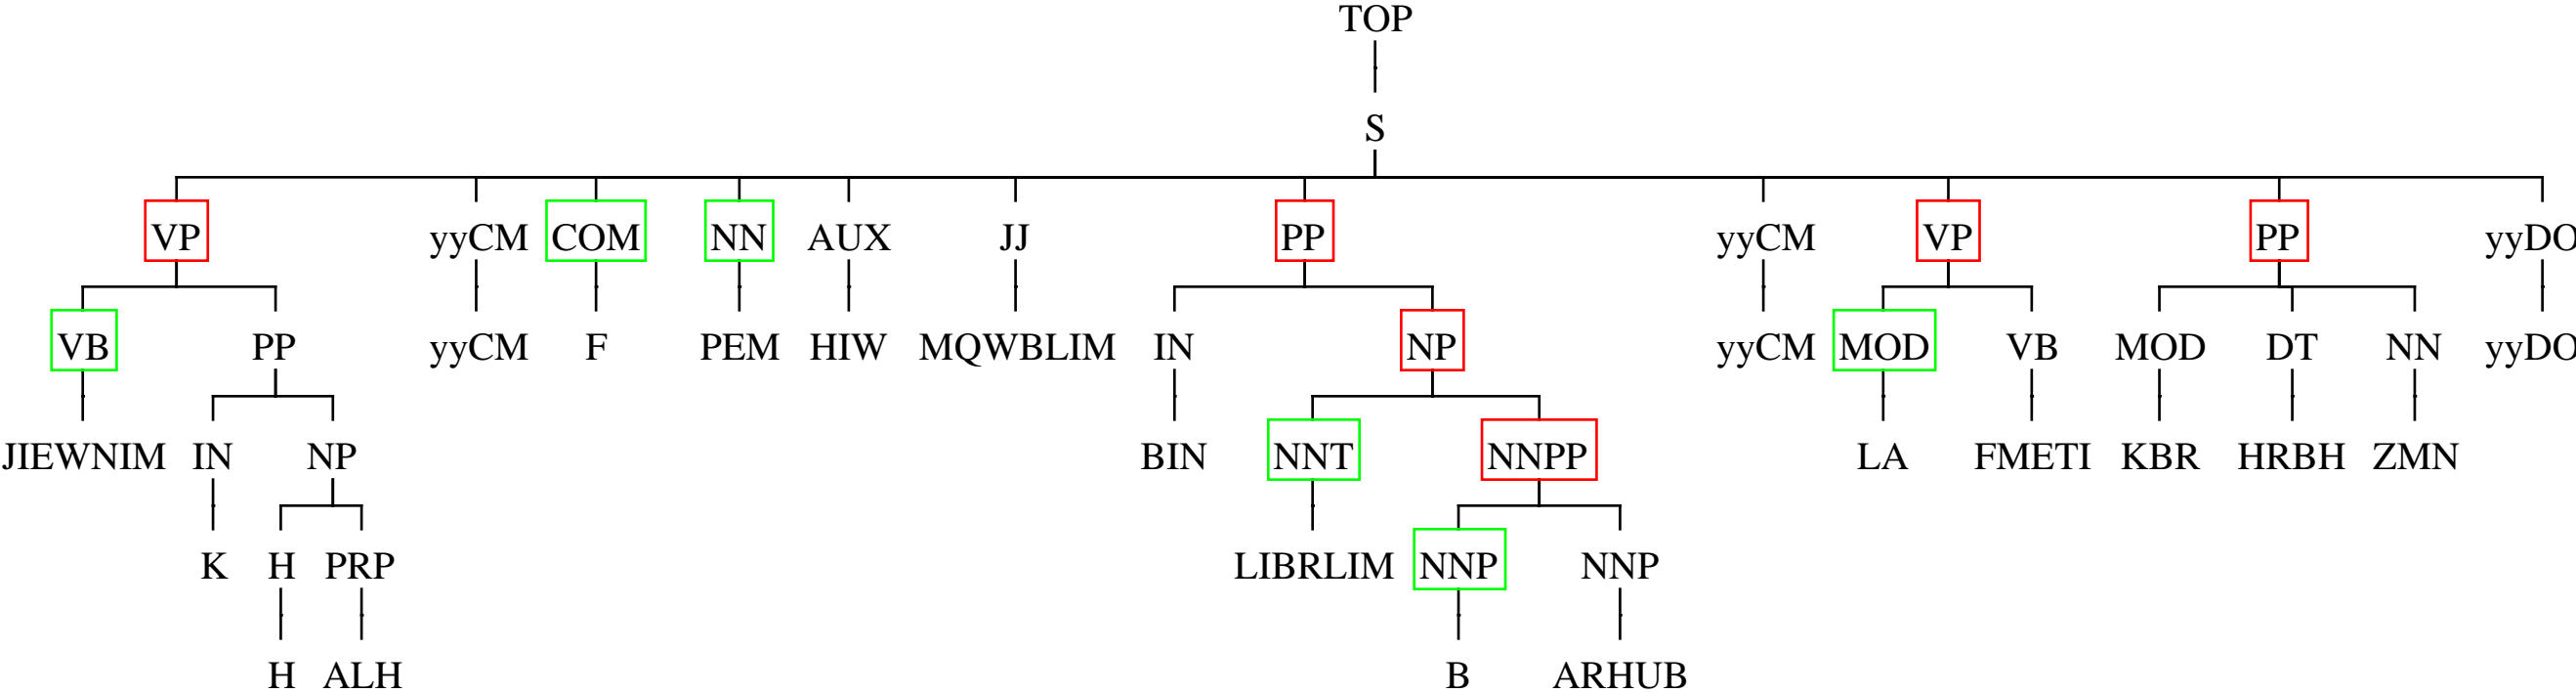 TOP
S
VP yyCM COM NN AUX JJ PP yyCM VP PP yyDO
VB PP yyCM F PEM HIW MQWBLIM IN NP yyCM MOD VB MOD DT NN yyDO
JIEWNIM IN NP BIN NNT NNPP LA FMETI KBR HRBH ZMN
K H PRP LIBRLIM NNP NNP
H ALH B ARHUB